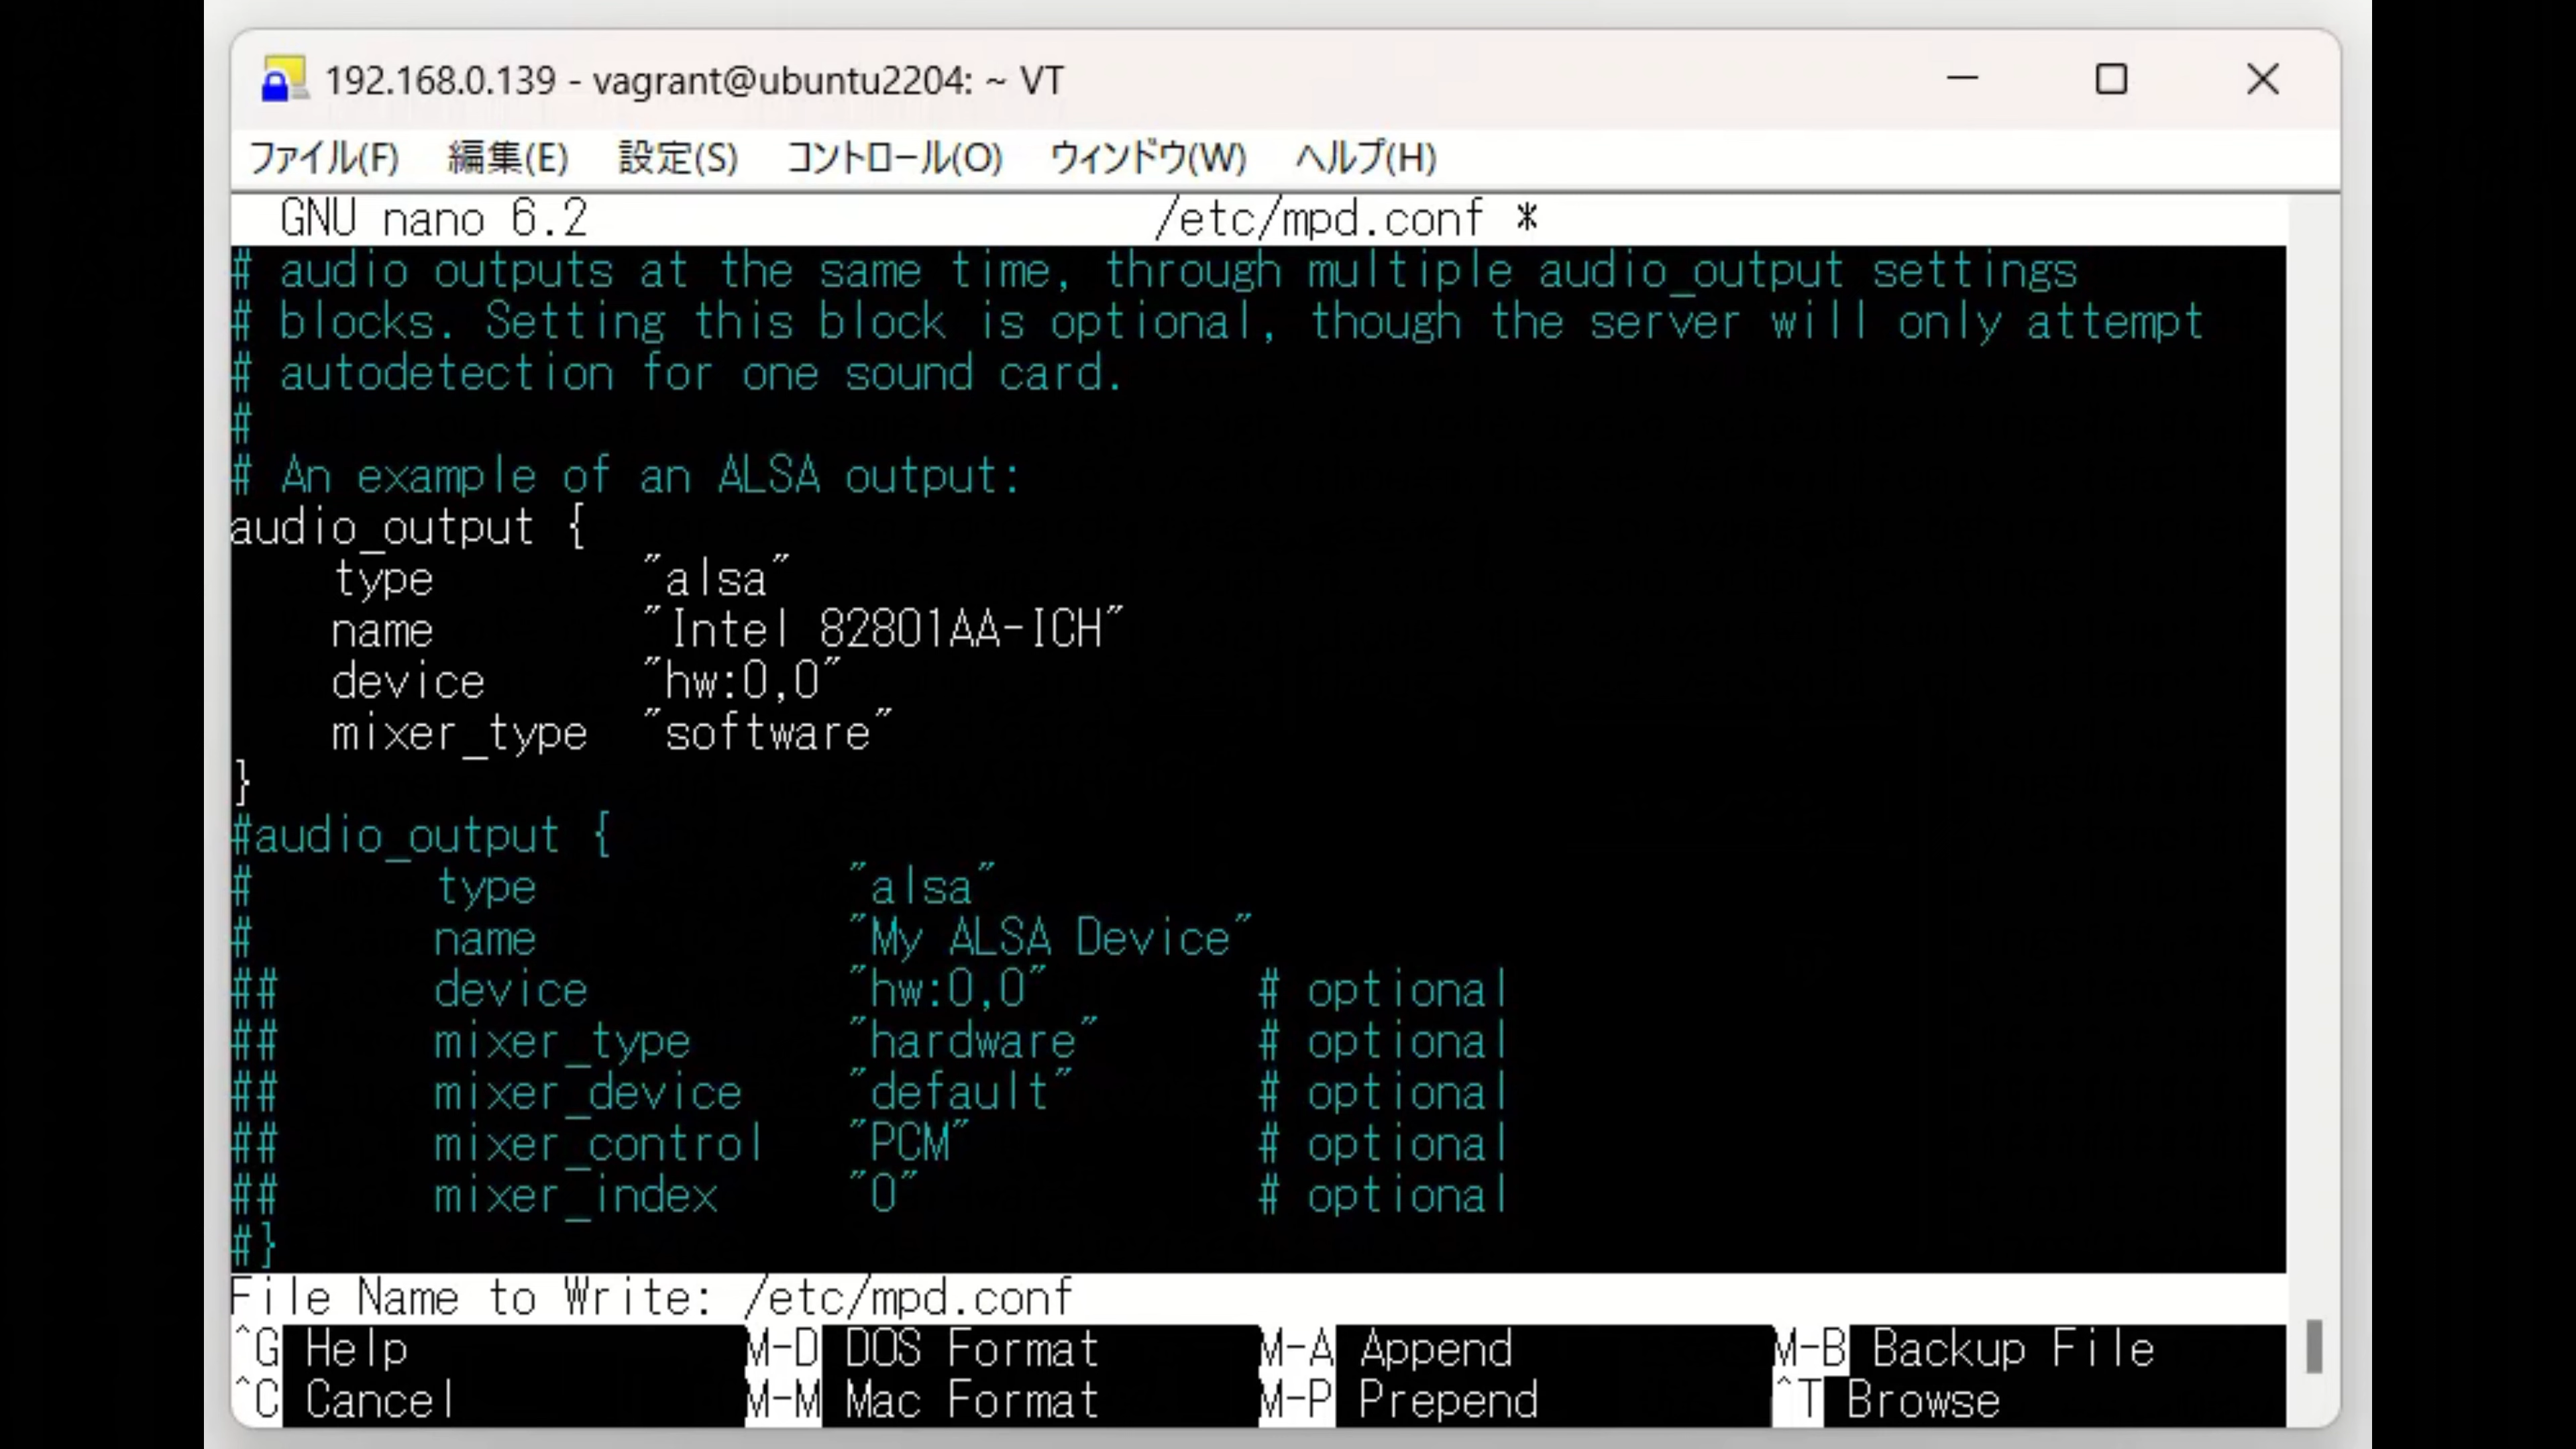 192.168.0.139 - vagrant@ubuntu2204: ~ VT
ファイル(F) 編集(E) 設定(S) コントロール(O) ウィンドウ(W) ヘルプ(H)
GNU nano 6.2 /etc/mpd.conf *
# audio outputs at the same time, through multiple audio_output settings
# blocks. Setting this block is optional, though the server will only attempt
# autodetection for one sound card.
#
# An example of an ALSA output:
audio_output {
    type        "alsa"
    name        "Intel 82801AA-ICH"
    device      "hw:0,0"
    mixer_type  "software"
}
#audio_output {
#       type            "alsa"
#       name            "My ALSA Device"
##      device          "hw:0,0"        # optional
##      mixer_type      "hardware"      # optional
##      mixer_device    "default"       # optional
##      mixer_control   "PCM"           # optional
##      mixer_index     "0"             # optional
#}
File Name to Write: /etc/mpd.conf
^G Help M-D DOS Format M-A Append M-B Backup File
^C Cancel M-M Mac Format M-P Prepend ^T Browse